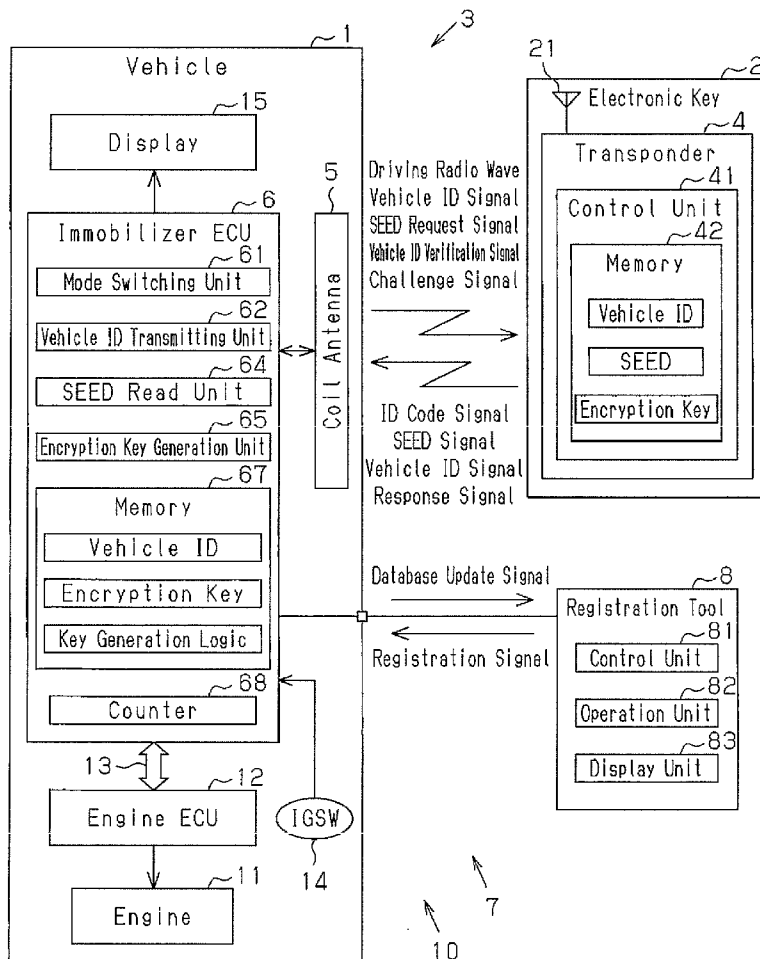 1
3
Vehicle
15
Display
21
2
Electronic Key
4
Transponder
41
Control Unit
42
Memory
Vehicle ID
SEED
Encryption Key
5
Coil Antenna
Driving Radio Wave
Vehicle ID Signal
SEED Request Signal
Vehicle ID Verification Signal
Challenge Signal
ID Code Signal
SEED Signal
Vehicle ID Signal
Response Signal
6
Immobilizer ECU
61
Mode Switching Unit
62
Vehicle ID Transmitting Unit
64
SEED Read Unit
65
Encryption Key Generation Unit
67
Memory
Vehicle ID
Encryption Key
Key Generation Logic
68
Counter
Database Update Signal
Registration Signal
8
Registration Tool
81
Control Unit
82
Operation Unit
83
Display Unit
13
12
Engine ECU
IGSW
14
11
Engine
7
10